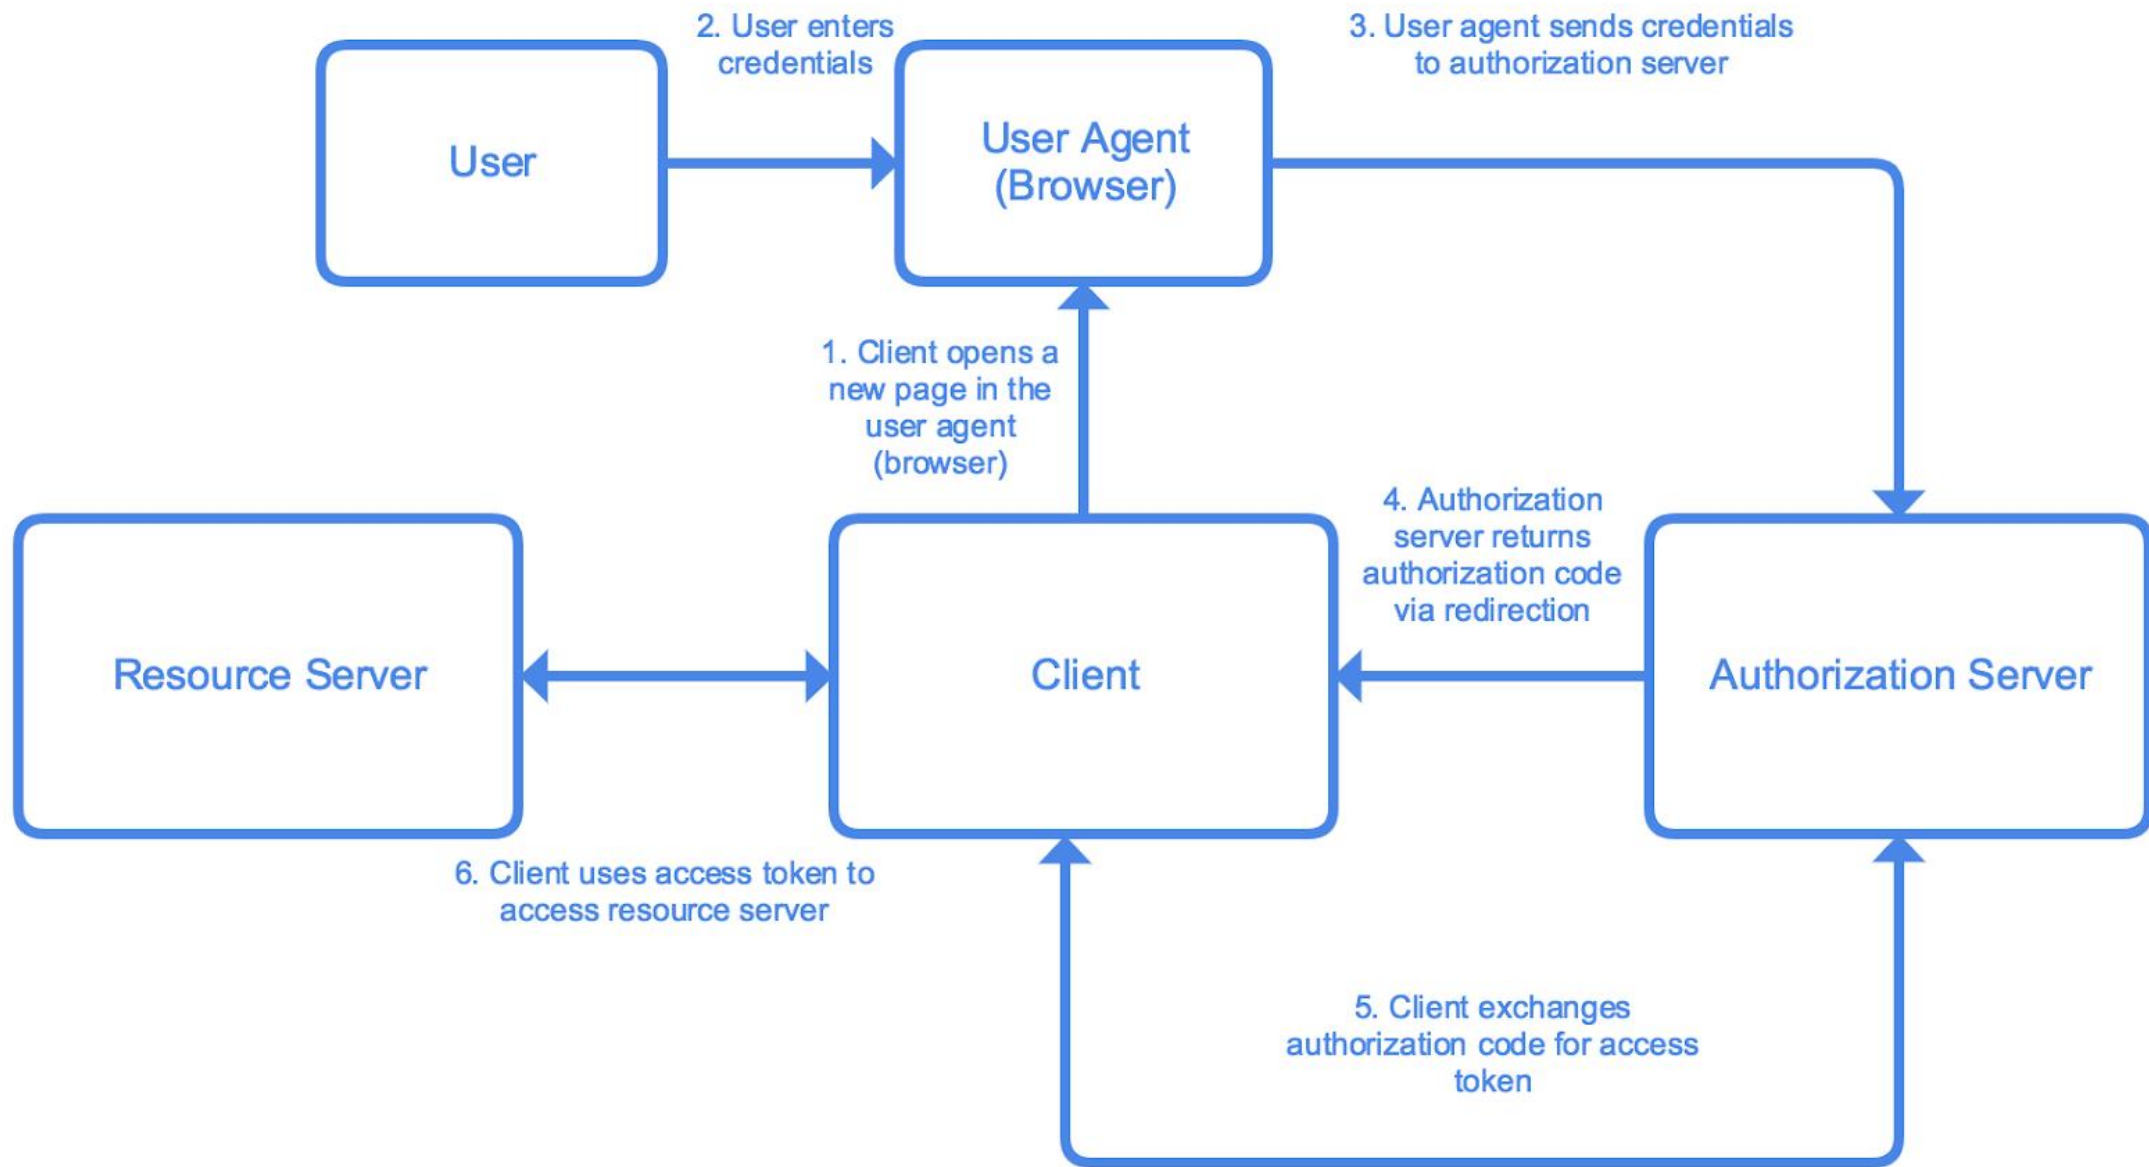 2. User enters
credentials
3. User agent sends credentials
to authorization server
User
User Agent
(Browser)
1. Client opens a
new page in the
user agent
(browser)
4. Authorization
server returns
authorization code
via redirection
Resource Server
Client
Authorization Server
6. Client uses access token to
access resource server
5. Client exchanges
authorization code for access
token